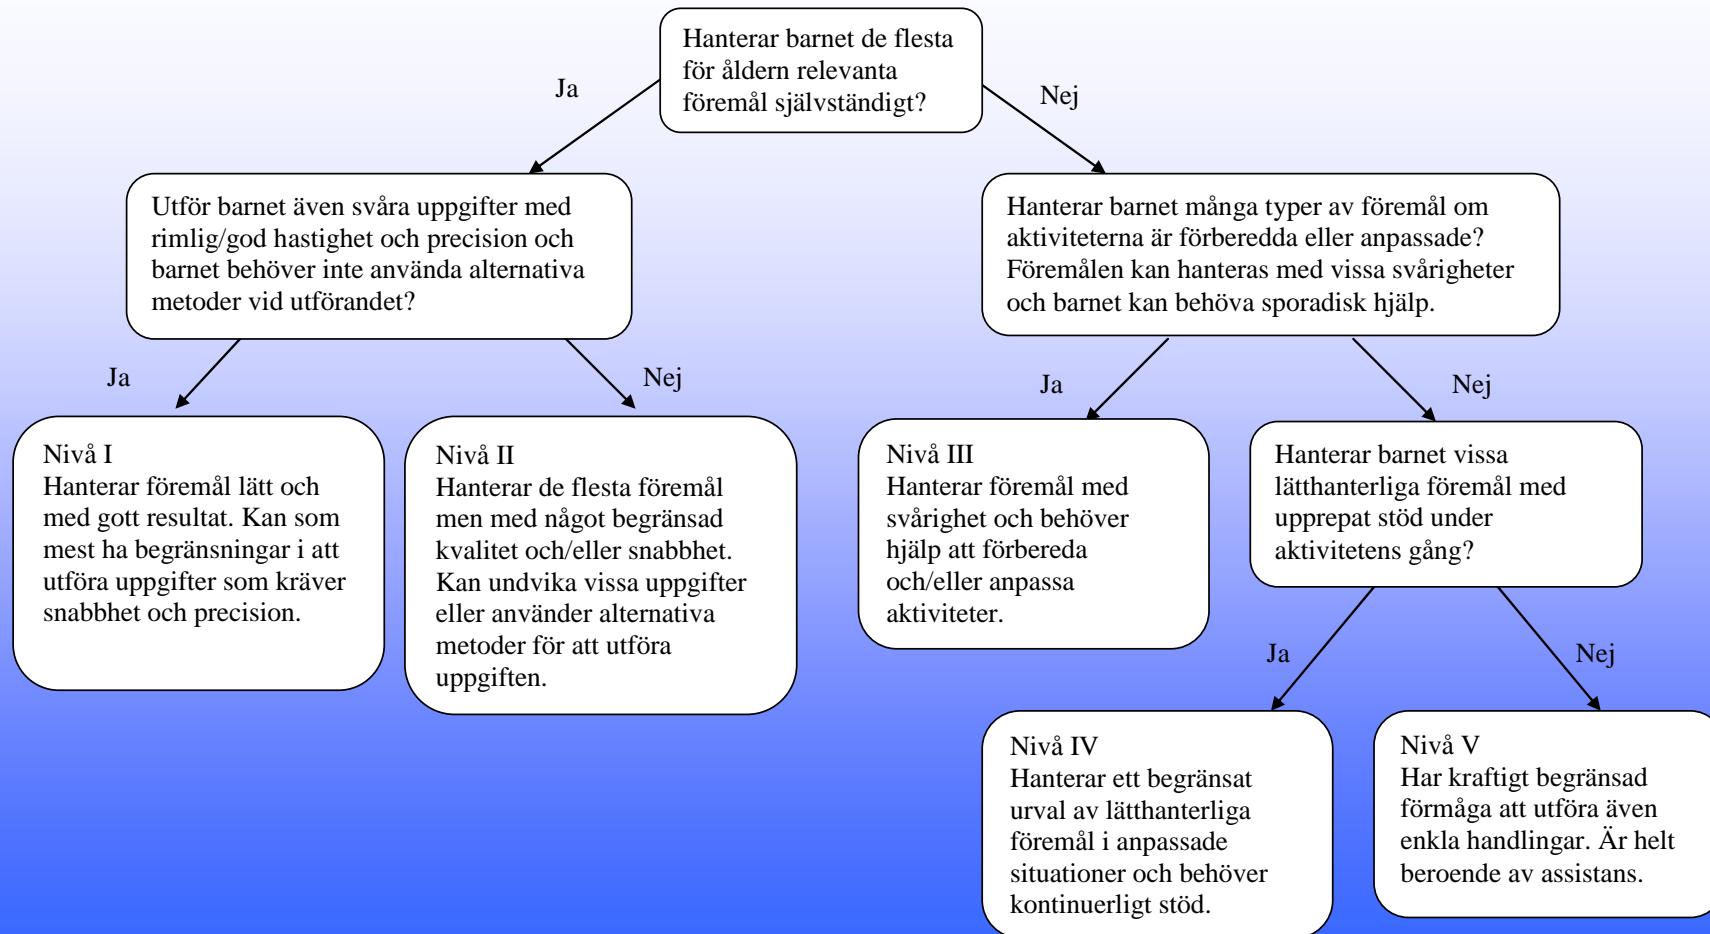 Hanterar barnet de flesta
för åldern relevanta
föremål självständigt?
Ja
Nej
Utför barnet även svåra uppgifter med
rimlig/god hastighet och precision och
barnet behöver inte använda alternativa
metoder vid utförandet?
Hanterar barnet många typer av föremål om
aktiviteterna är förberedda eller anpassade?
Föremålen kan hanteras med vissa svårigheter
och barnet kan behöva sporadisk hjälp.
Ja
Nej
Ja
Nej
Nivå I
Hanterar föremål lätt och
med gott resultat. Kan som
mest ha begränsningar i att
utföra uppgifter som kräver
snabbhet och precision.
Nivå II
Hanterar de flesta föremål
men med något begränsad
kvalitet och/eller snabbhet.
Kan undvika vissa uppgifter
eller använder alternativa
metoder för att utföra
uppgiften.
Nivå III
Hanterar föremål med
svårighet och behöver
hjälp att förbereda
och/eller anpassa
aktiviteter.
Hanterar barnet vissa
lätthanterliga föremål med
upprepat stöd under
aktivitetens gång?
Ja
Nej
Nivå IV
Hanterar ett begränsat
urval av lätthanterliga
föremål i anpassade
situationer och behöver
kontinuerligt stöd.
Nivå V
Har kraftigt begränsad
förmåga att utföra även
enkla handlingar. Är helt
beroende av assistans.